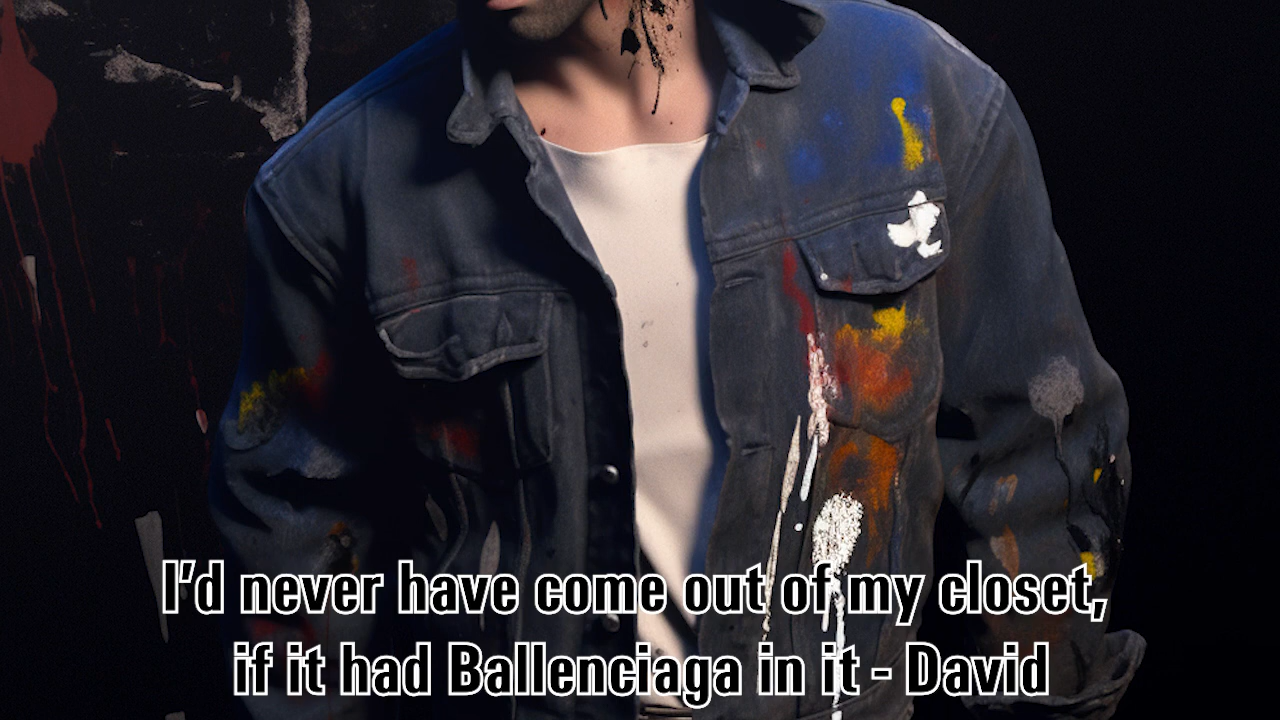 I'd never have come out of my closet,
if it had Ballenciaga in it - David